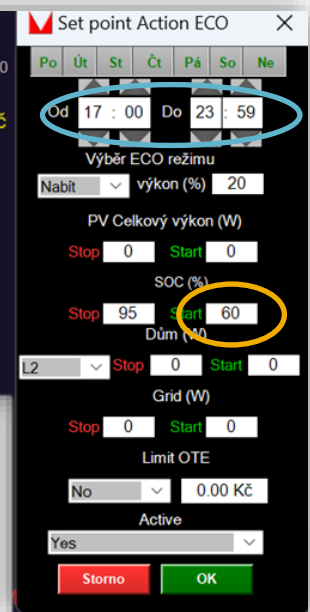 Set point Action ECO
0 Po Út St Čt Pá So Ne
Od 17 : 00 Do 23 : 59
č
Výběr ECO režimu
Nabít výkon (%) 20
PV Celkový výkon (W)
Stop 0 Start 0
SOC (%)
Stop 95 Start 60
Dům (W)
L2 Stop 0 Start 0
Grid (W)
Stop 0 Start 0
Limit OTE
No 0.00 Kč
Active
Yes
Storno OK